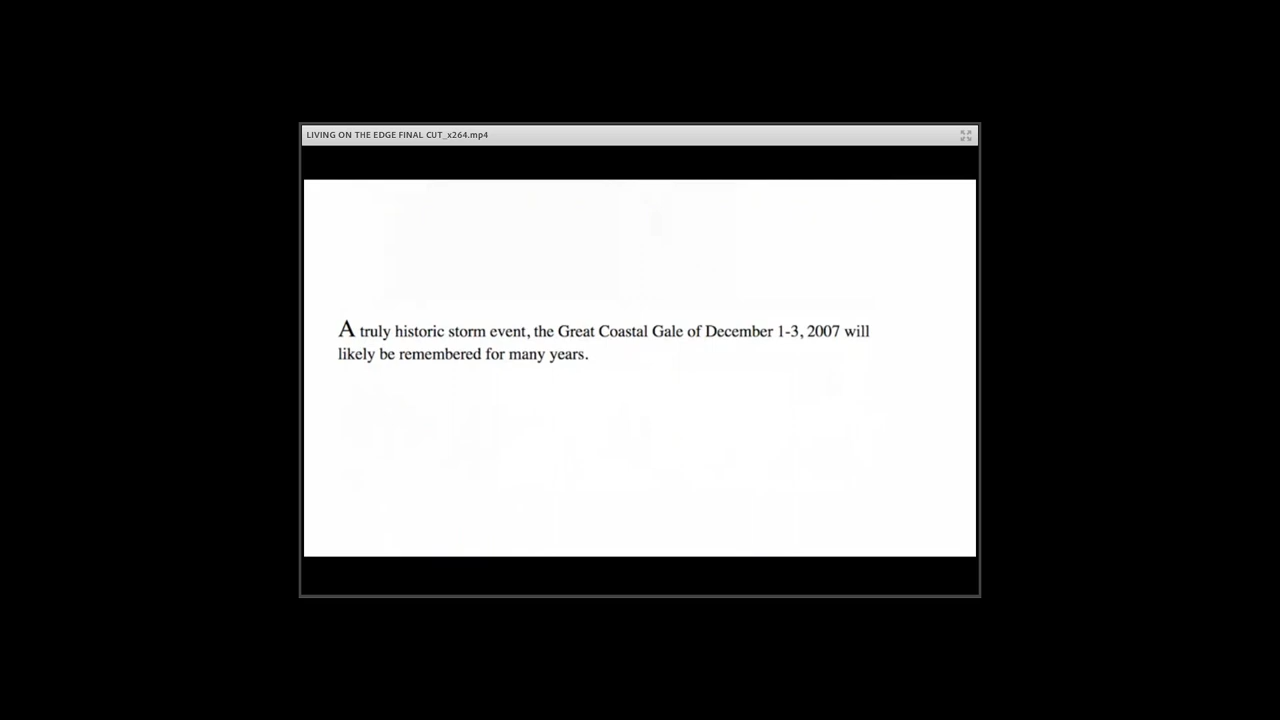 LIVING ON THE EDGE FINAL CUT_x264.mp4
A truly historic storm event, the Great Coastal Gale of December 1-3, 2007 will
likely be remembered for many years.